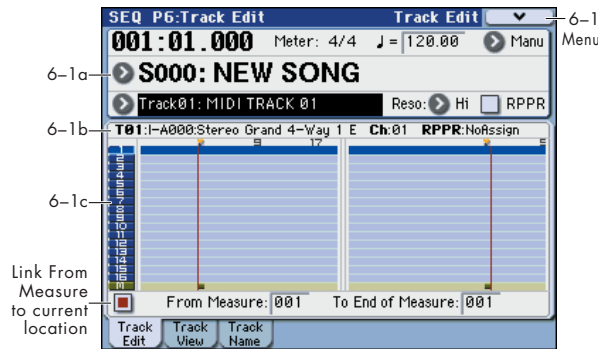 SEQ P6:Track Edit Track Edit
6–1
Menu
001:01.000 Meter: 4/4 ♩= 120.00 Manu
6–1a
S000: NEW SONG
Track01: MIDI TRACK 01 Reso: Hi RPPR
6–1b
T01:I-A000:Stereo Grand 4-Way 1 E Ch:01 RPPR:NoAssign
9 17 5
1
2
3
4
5
6
7
8
9
10
11
12
13
14
15
16
M
6–1c
Link From
Measure
to current
location
From Measure: 001 To End of Measure: 001
Track
Edit
Track
View
Track
Name